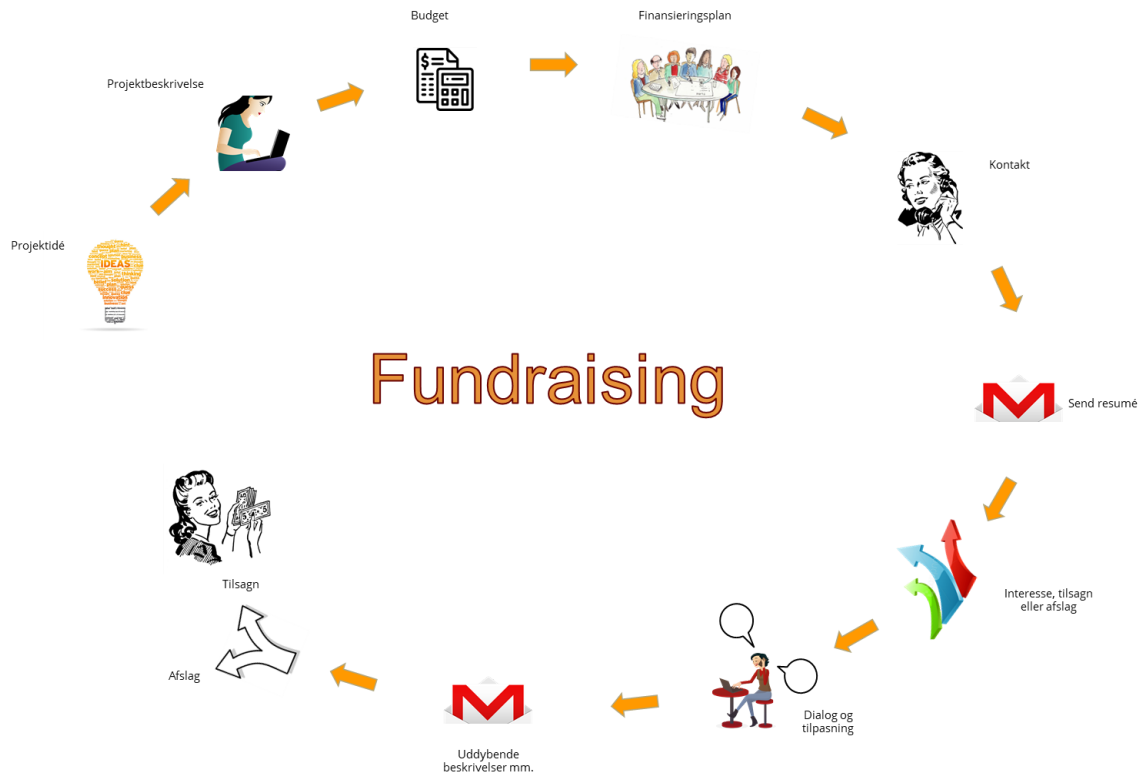 Budget
Finansieringsplan
Projektbeskrivelse
Kontakt
Projektidé
IDEAS
Fundraising
Send resumé
Interesse, tilsagn
eller afslag
Dialog og
tilpasning
Uddybende
beskrivelser mm.
Tilsagn
Afslag